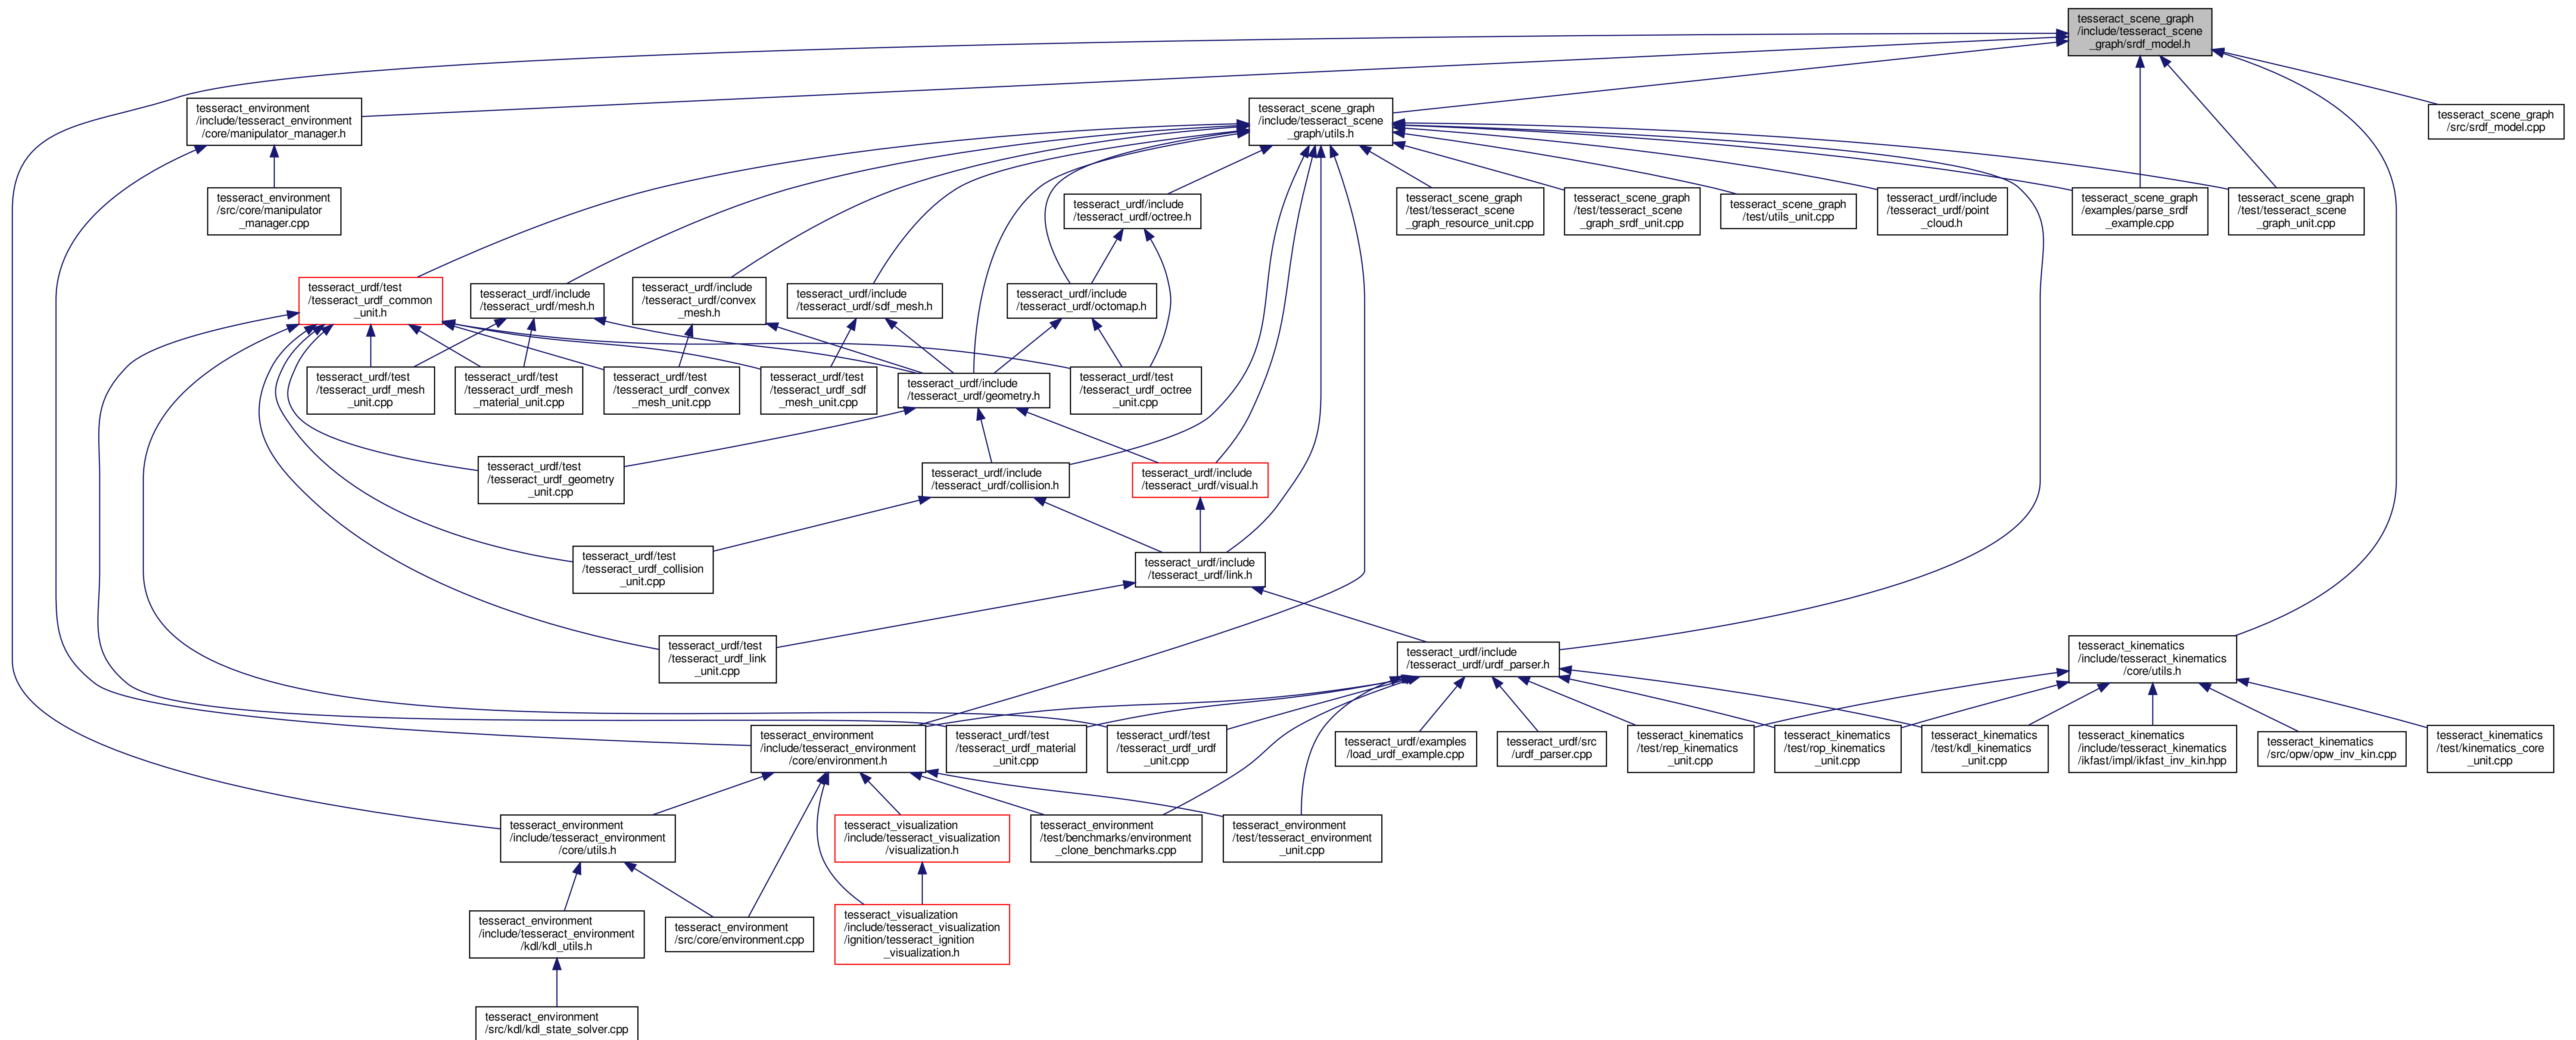 tesseract_scene_graph
/include/tesseract_scene
_graph/srdf_model.h
tesseract_environment
/include/tesseract_environment
/core/manipulator_manager.h
tesseract_scene_graph
/include/tesseract_scene
_graph/utils.h
tesseract_scene_graph
/src/srdf_model.cpp
tesseract_environment
/src/core/manipulator
_manager.cpp
tesseract_urdf/include
/tesseract_urdf/octree.h
tesseract_scene_graph
/test/tesseract_scene
_graph_resource_unit.cpp
tesseract_scene_graph
/test/tesseract_scene
_graph_srdf_unit.cpp
tesseract_scene_graph
/test/utils_unit.cpp
tesseract_urdf/include
/tesseract_urdf/point
_cloud.h
tesseract_scene_graph
/examples/parse_srdf
_example.cpp
tesseract_scene_graph
/test/tesseract_scene
_graph_unit.cpp
tesseract_urdf/test
/tesseract_urdf_common
_unit.h
tesseract_urdf/include
/tesseract_urdf/mesh.h
tesseract_urdf/include
/tesseract_urdf/convex
_mesh.h
tesseract_urdf/include
/tesseract_urdf/sdf_mesh.h
tesseract_urdf/include
/tesseract_urdf/octomap.h
tesseract_urdf/test
/tesseract_urdf_mesh
_unit.cpp
tesseract_urdf/test
/tesseract_urdf_mesh
_material_unit.cpp
tesseract_urdf/test
/tesseract_urdf_convex
_mesh_unit.cpp
tesseract_urdf/test
/tesseract_urdf_sdf
_mesh_unit.cpp
tesseract_urdf/include
/tesseract_urdf/geometry.h
tesseract_urdf/test
/tesseract_urdf_octree
_unit.cpp
tesseract_urdf/test
/tesseract_urdf_geometry
_unit.cpp
tesseract_urdf/include
/tesseract_urdf/collision.h
tesseract_urdf/include
/tesseract_urdf/visual.h
tesseract_urdf/test
/tesseract_urdf_collision
_unit.cpp
tesseract_urdf/include
/tesseract_urdf/link.h
tesseract_urdf/test
/tesseract_urdf_link
_unit.cpp
tesseract_urdf/include
/tesseract_urdf/urdf_parser.h
tesseract_kinematics
/include/tesseract_kinematics
/core/utils.h
tesseract_environment
/include/tesseract_environment
/core/environment.h
tesseract_urdf/test
/tesseract_urdf_material
_unit.cpp
tesseract_urdf/test
/tesseract_urdf_urdf
_unit.cpp
tesseract_urdf/examples
/load_urdf_example.cpp
tesseract_urdf/src
/urdf_parser.cpp
tesseract_kinematics
/test/rep_kinematics
_unit.cpp
tesseract_kinematics
/test/rop_kinematics
_unit.cpp
tesseract_kinematics
/test/kdl_kinematics
_unit.cpp
tesseract_kinematics
/include/tesseract_kinematics
/ikfast/impl/ikfast_inv_kin.hpp
tesseract_kinematics
/src/opw/opw_inv_kin.cpp
tesseract_kinematics
/test/kinematics_core
_unit.cpp
tesseract_environment
/include/tesseract_environment
/core/utils.h
tesseract_visualization
/include/tesseract_visualization
/visualization.h
tesseract_environment
/test/benchmarks/environment
_clone_benchmarks.cpp
tesseract_environment
/test/tesseract_environment
_unit.cpp
tesseract_environment
/include/tesseract_environment
/kdl/kdl_utils.h
tesseract_environment
/src/core/environment.cpp
tesseract_visualization
/include/tesseract_visualization
/ignition/tesseract_ignition
_visualization.h
tesseract_environment
/src/kdl/kdl_state_solver.cpp